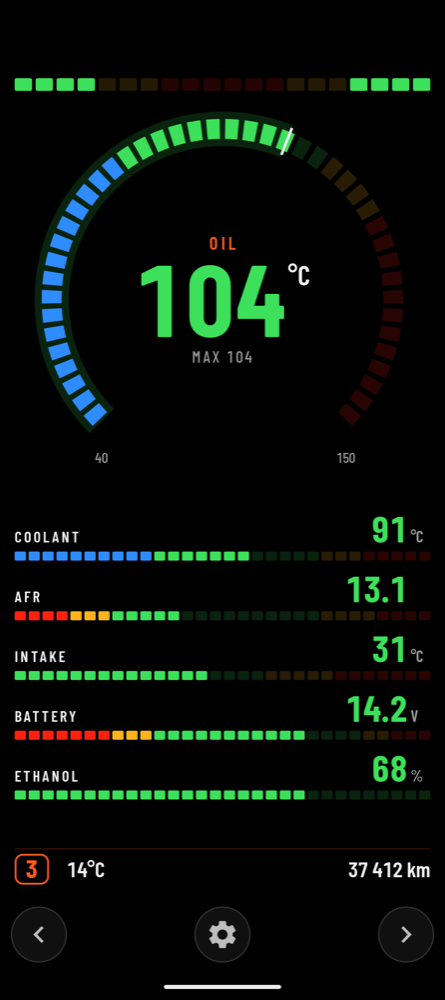 OIL
104 °C
MAX 104
40 150
COOLANT 91 °C
AFR 13.1
INTAKE 31 °C
BATTERY 14.2 V
ETHANOL 68 %
3 14°C 37 412 km